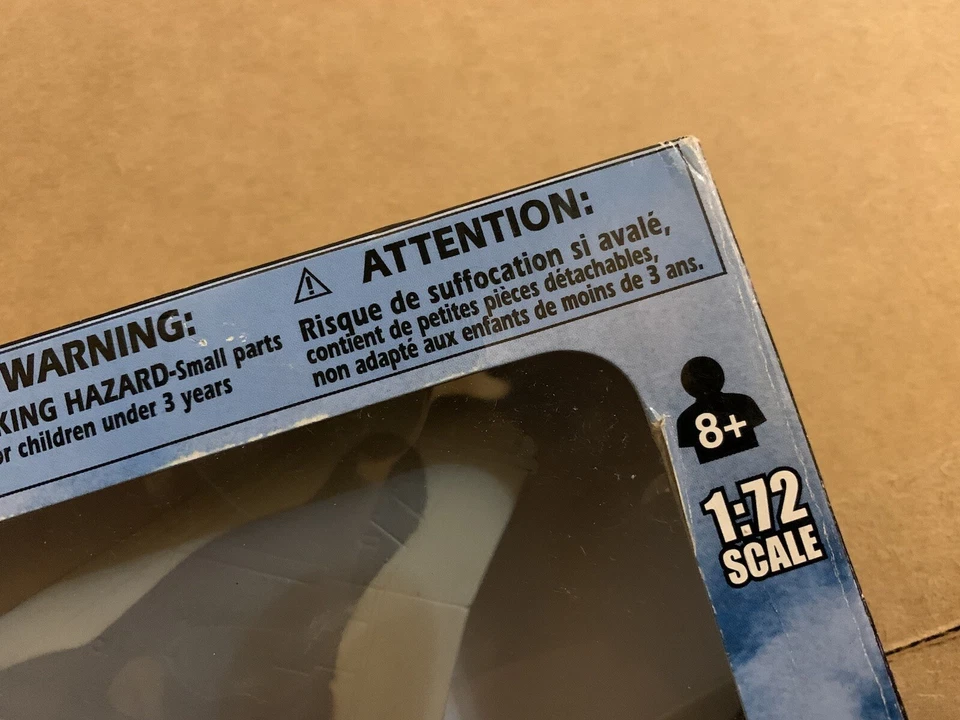 WARNING:
KING HAZARD-Small parts
or children under 3 years
ATTENTION:
Risque de suffocation si avalé,
contient de petites pièces détachables,
non adapté aux enfants de moins de 3 ans.
8+
1:72
SCALE